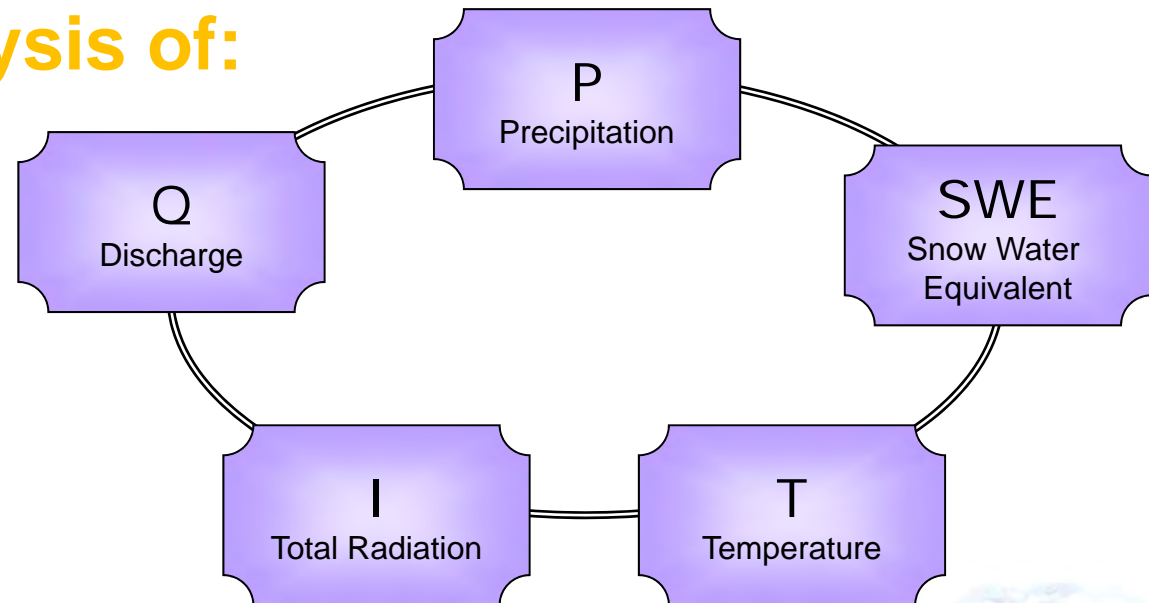 ysis of:
P
Precipitation
Q
Discharge
SWE
Snow Water
Equivalent
I
Total Radiation
T
Temperature